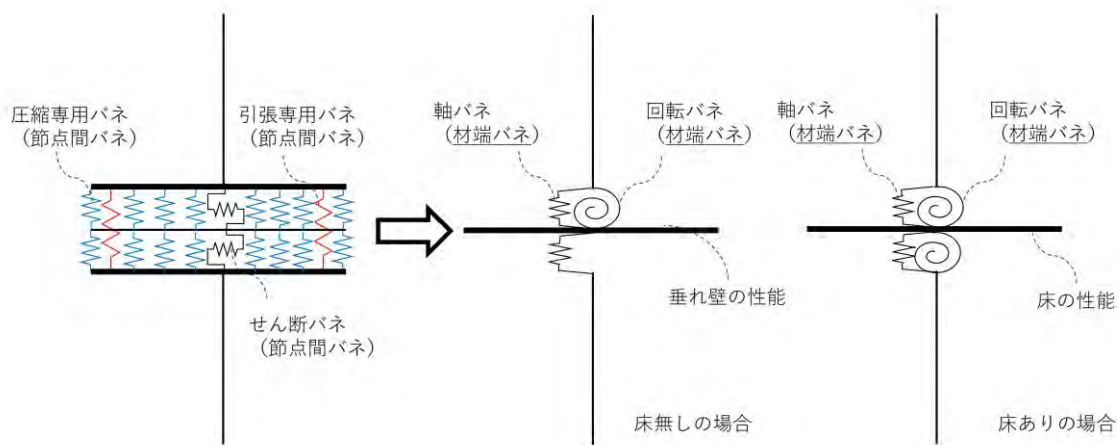 圧縮専用バネ
（節点間バネ）
引張専用バネ
（節点間バネ）
せん断バネ
（節点間バネ）
軸バネ
（材端バネ）
回転バネ
（材端バネ）
垂れ壁の性能
床無しの場合
軸バネ
（材端バネ）
回転バネ
（材端バネ）
床の性能
床ありの場合